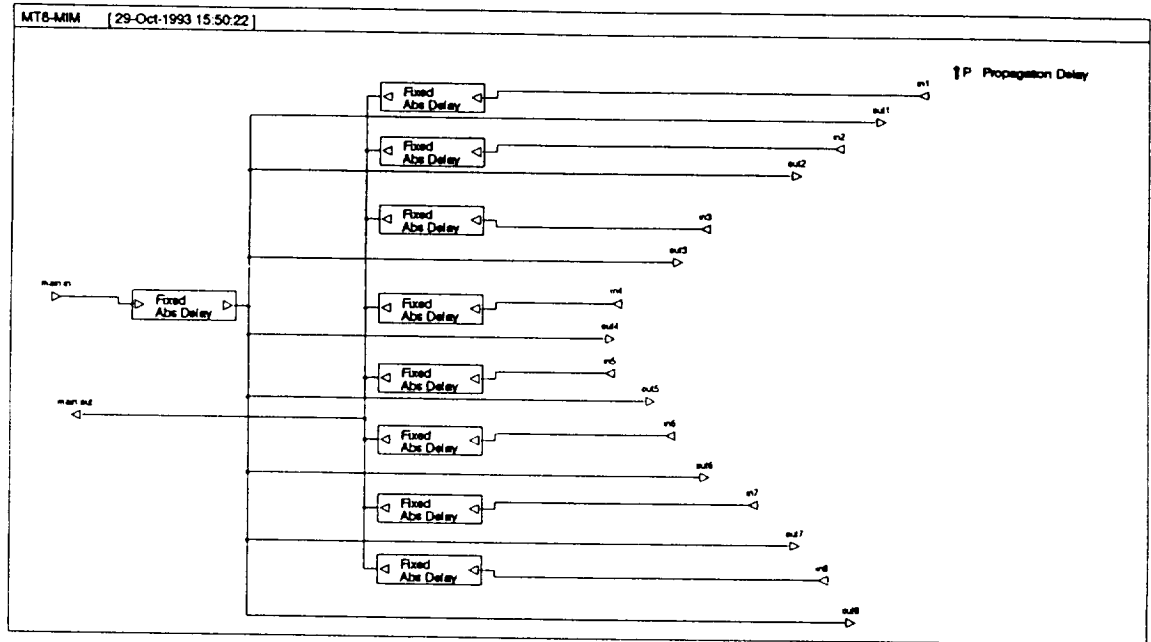 MT8-MIM [ 29-Oct-1993 15:50:22 ]
P Propagation Delay
in1
Fixed
Abs Delay
out1
in2
Fixed
Abs Delay
out2
in3
Fixed
Abs Delay
out3
main in
Fixed
Abs Delay
in4
Fixed
Abs Delay
out4
in5
Fixed
Abs Delay
out5
main out
in6
Fixed
Abs Delay
out6
in7
Fixed
Abs Delay
out7
in8
Fixed
Abs Delay
out8